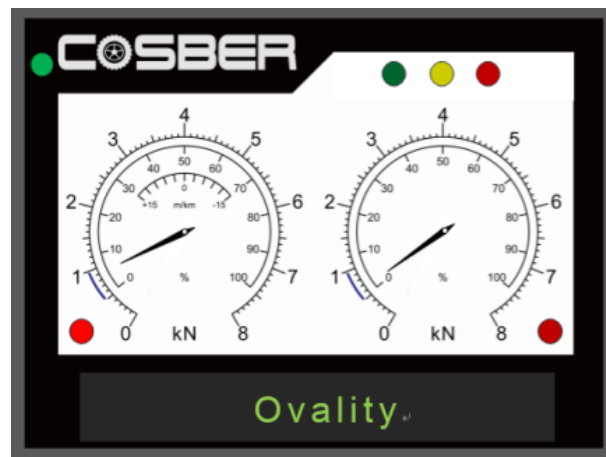 COSBER
4 4
3 5 3 5
40 50 60 40 50 60
30 0 70 30 70
+15 m/km -15
2 20 80 6 2 20 80 6
10 90 10 90
1 0 % 100 7 1 0 % 100 7
0 kN 8 0 kN 8
Ovality